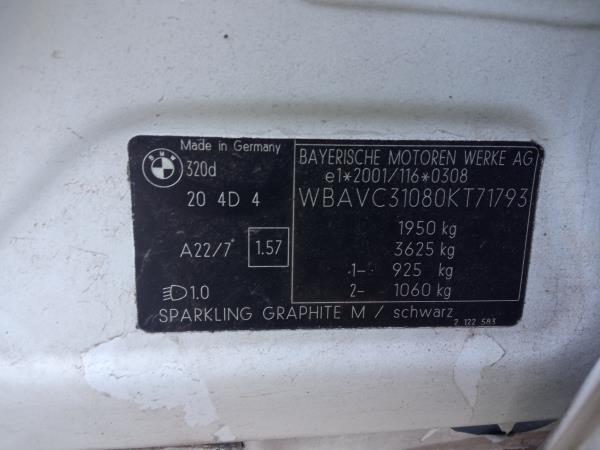 Made in Germany
BMW
320d
20 4D 4
A22/7 1.57
1.0
BAYERISCHE MOTOREN WERKE AG
e1*2001/116*0308
WBAVC31080KT71793
1950 kg
3625 kg
1- 925 kg
2- 1060 kg
SPARKLING GRAPHITE M / schwarz
2 122 583